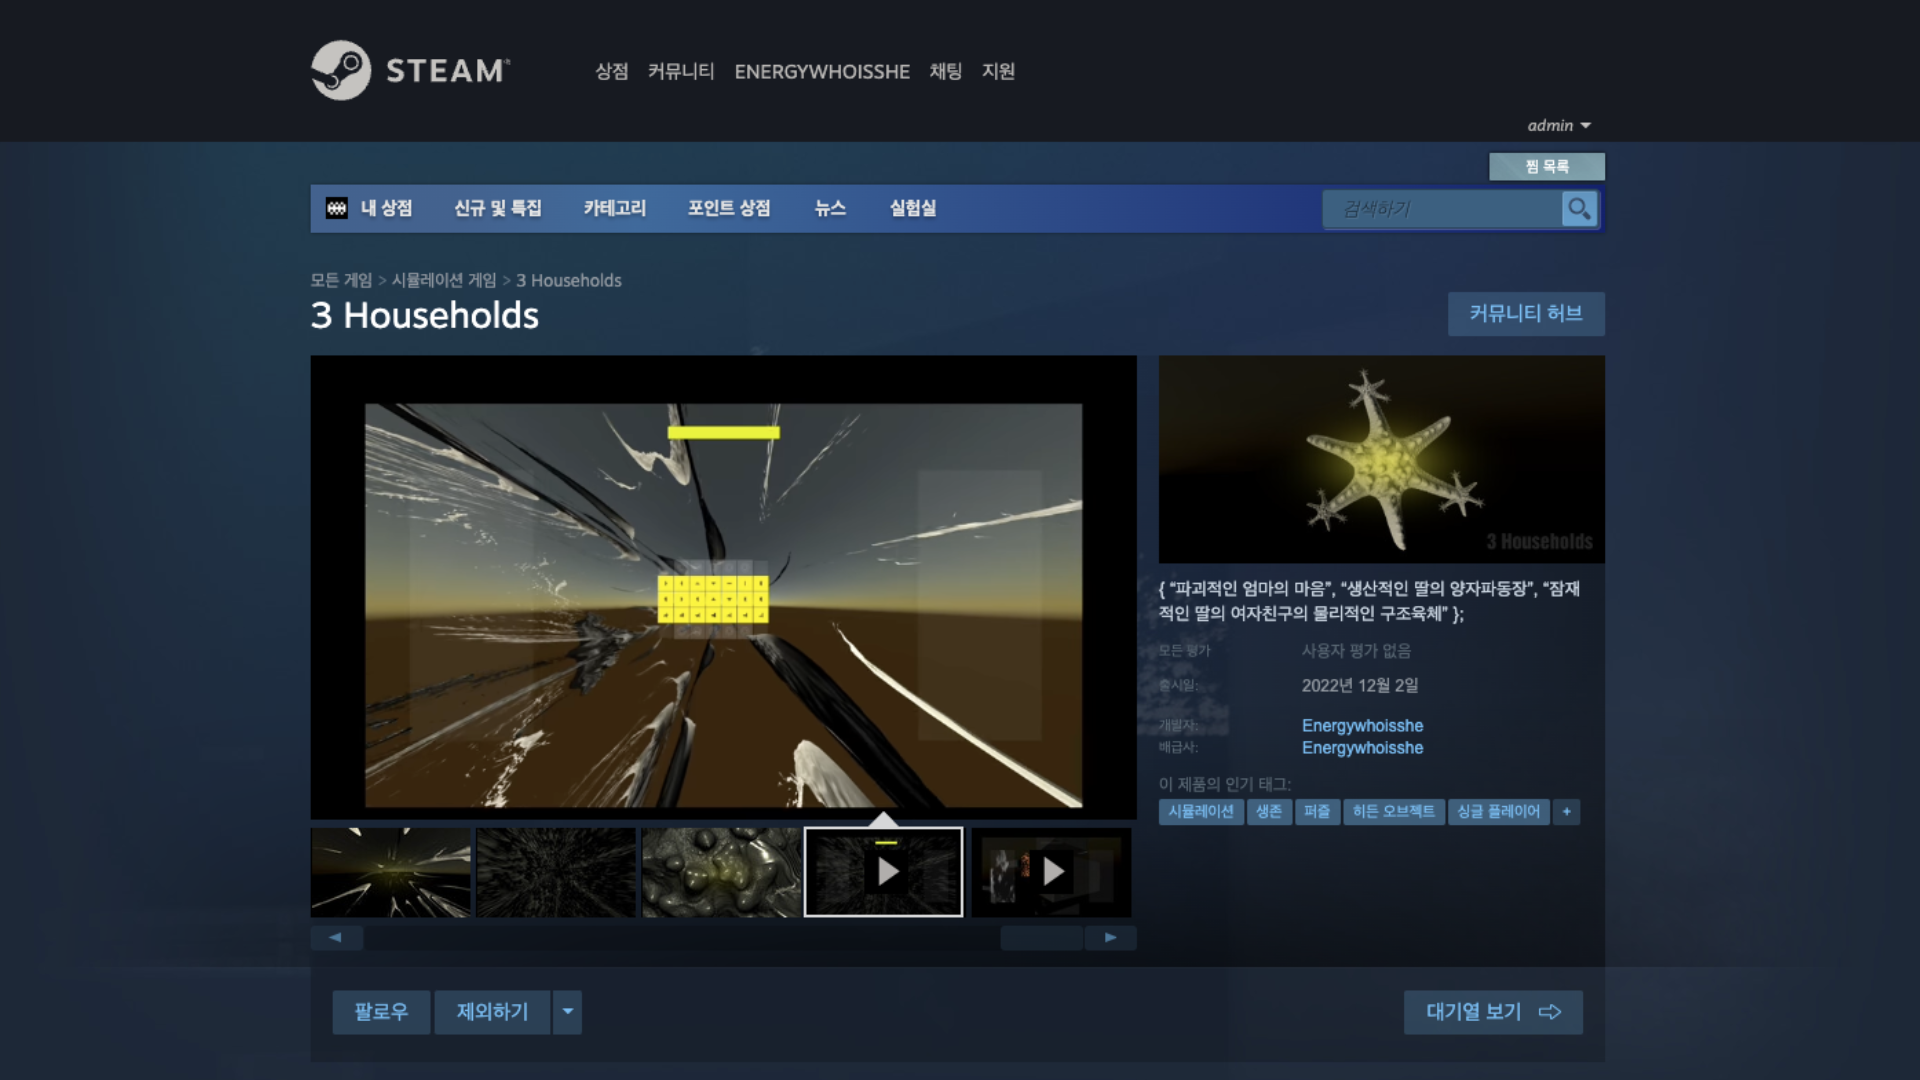 STEAM®
상점 커뮤니티 ENERGYWHOISSHE 채팅 지원
admin
찜 목록
내 상점 신규 및 특집 카테고리 포인트 상점 뉴스 실험실
검색하기
모든 게임 > 시뮬레이션 게임 > 3 Households
3 Households
커뮤니티 허브
3 Households
{ “파괴적인 엄마의 마음”, “생산적인 딸의 양자파동장”, “잠재
적인 딸의 여자친구의 물리적인 구조육체” };
모든 평가 사용자 평가 없음
출시일: 2022년 12월 2일
개발자: Energywhoisshe
배급사: Energywhoisshe
이 제품의 인기 태그:
시뮬레이션 생존 퍼즐 히든 오브젝트 싱글 플레이어 +
팔로우 제외하기
대기열 보기